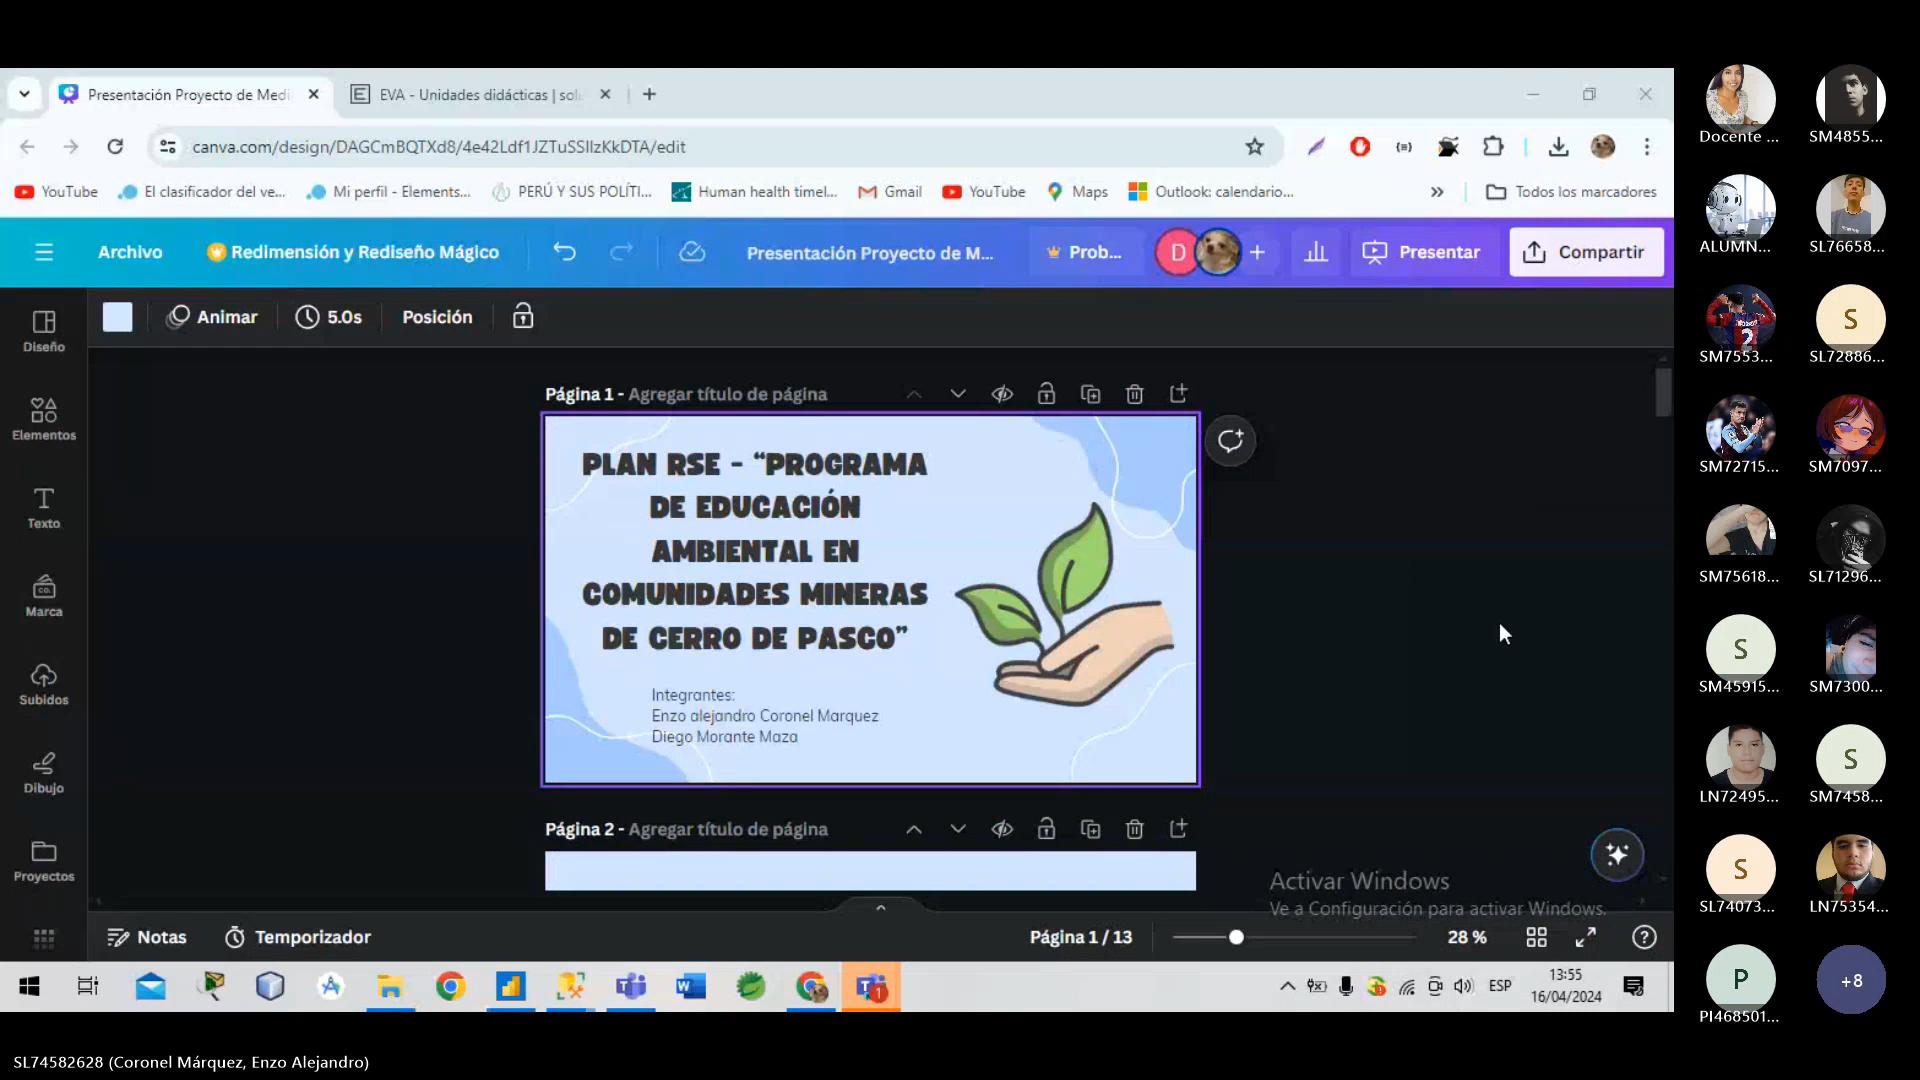 Presentación Proyecto de Medi
EVA - Unidades didácticas | sol
canva.com/design/DAGCmBQTXd8/4e42Ldf1JZTuSSIIzKkDTA/edit
YouTube
El clasificador del ve...
Mi perfil - Elements...
PERÚ Y SUS POLÍTI...
Human health timel...
Gmail
YouTube
Maps
Outlook: calendario...
Todos los marcadores
Archivo
Redimensión y Rediseño Mágico
Presentación Proyecto de M...
Prob...
D
Presentar
Compartir
Animar
5.0s
Posición
Diseño
Elementos
Texto
Marca
Subidos
Dibujo
Proyectos
Página 1 - Agregar título de página
PLAN RSE - “PROGRAMA
DE EDUCACIÓN
AMBIENTAL EN
COMUNIDADES MINERAS
DE CERRO DE PASCO”
Integrantes:
Enzo alejandro Coronel Marquez
Diego Morante Maza
Página 2 - Agregar título de página
Activar Windows
Ve a Configuración para activar Windows.
Notas
Temporizador
Página 1 / 13
28 %
ESP
13:55
16/04/2024
Docente ...
SM4855...
ALUMN...
SL76658...
SM7553...
S
SL72886...
SM72715...
SM7097...
SM75618...
SL71296...
S
SM45915...
SM7300...
LN72495...
S
SM7458...
S
SL74073...
LN75354...
P
PI468501...
+8
SL74582628 (Coronel Márquez, Enzo Alejandro)